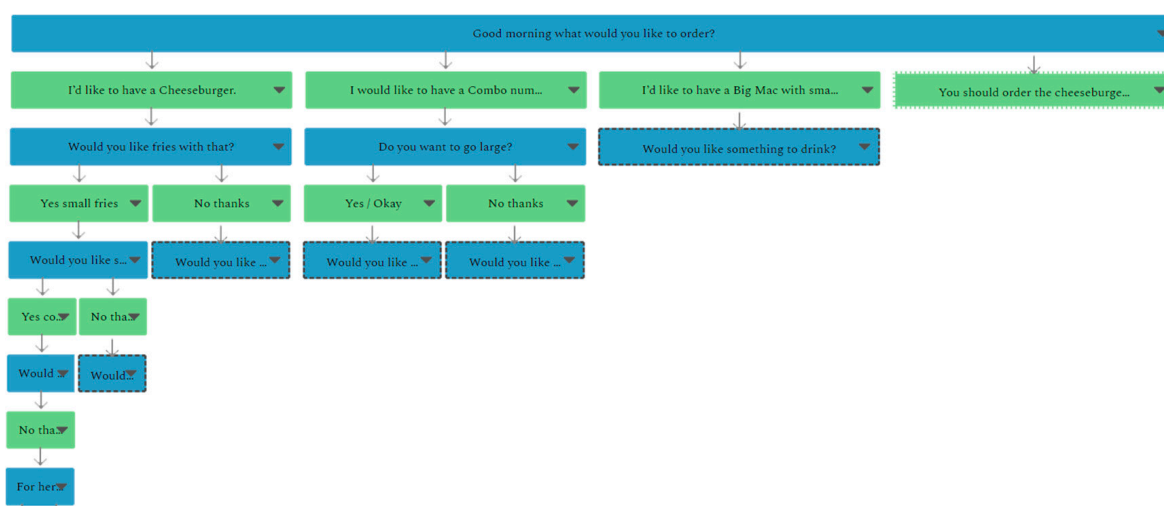 Good morning what would you like to order?
I'd like to have a Cheeseburger.
I would like to have a Combo num...
I'd like to have a Big Mac with sma...
You should order the cheeseburge...
Would you like fries with that?
Do you want to go large?
Would you like something to drink?
Yes small fries
No thanks
Yes / Okay
No thanks
Would you like s...
Would you like ...
Would you like ...
Would you like ...
Yes co...
No tha...
Would ...
Would...
No tha...
For her...